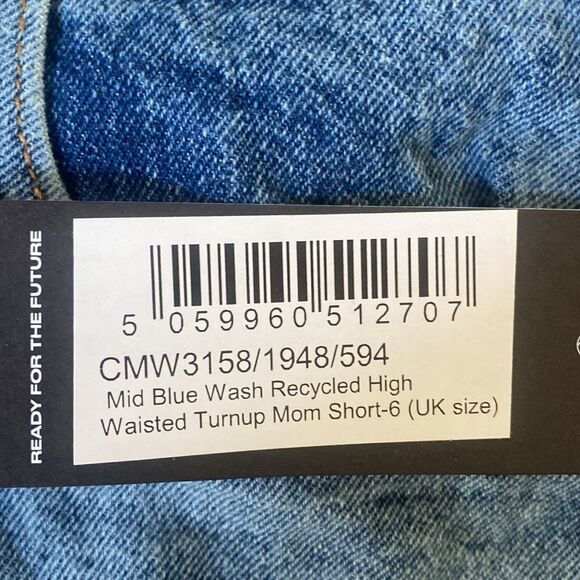 READY FOR THE FUTURE
5 059960 512707
CMW3158/1948/594
Mid Blue Wash Recycled High
Waisted Turnup Mom Short-6 (UK size)